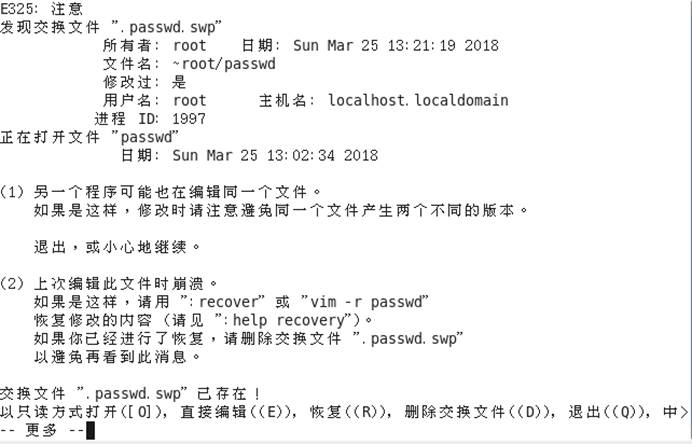 E325: 注意
发现交换文件 ".passwd.swp"
所有者: root    日期: Sun Mar 25 13:21:19 2018
文件名: ~root/passwd
修改过: 是
用户名: root      主机名: localhost.localdomain
进程 ID: 1997
正在打开文件 "passwd"
日期: Sun Mar 25 13:02:34 2018
(1) 另一个程序可能也在编辑同一个文件。
如果是这样，修改时请注意避免同一个文件产生两个不同的版本。
退出，或小心地继续。
(2) 上次编辑此文件时崩溃。
如果是这样，请用 ":recover" 或 "vim -r passwd"
恢复修改的内容 (请见 ":help recovery")。
如果你已经进行了恢复，请删除交换文件 ".passwd.swp"
以避免再看到此消息。
交换文件 ".passwd.swp" 已存在！
以只读方式打开([O]), 直接编辑((E)), 恢复((R)), 删除交换文件((D)), 退出((Q)), 中>
-- 更多 --